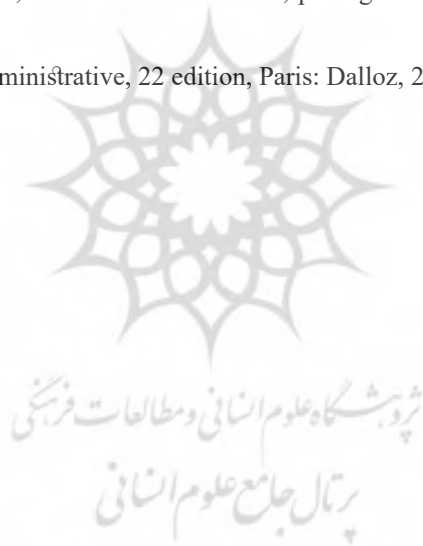 ministrative, 22 edition, Paris: Dalloz, 2
پژوهشگاه علوم انسانی و مطالعات فرهنگی
پرتال جامع علوم انسانی